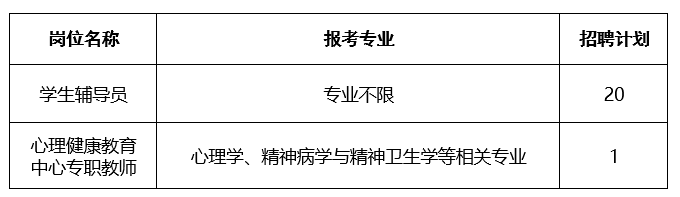 岗位名称 报考专业 招聘计划
学生辅导员 专业不限 20
心理健康教育
中心专职教师 心理学、精神病学与精神卫生学等相关专业 1